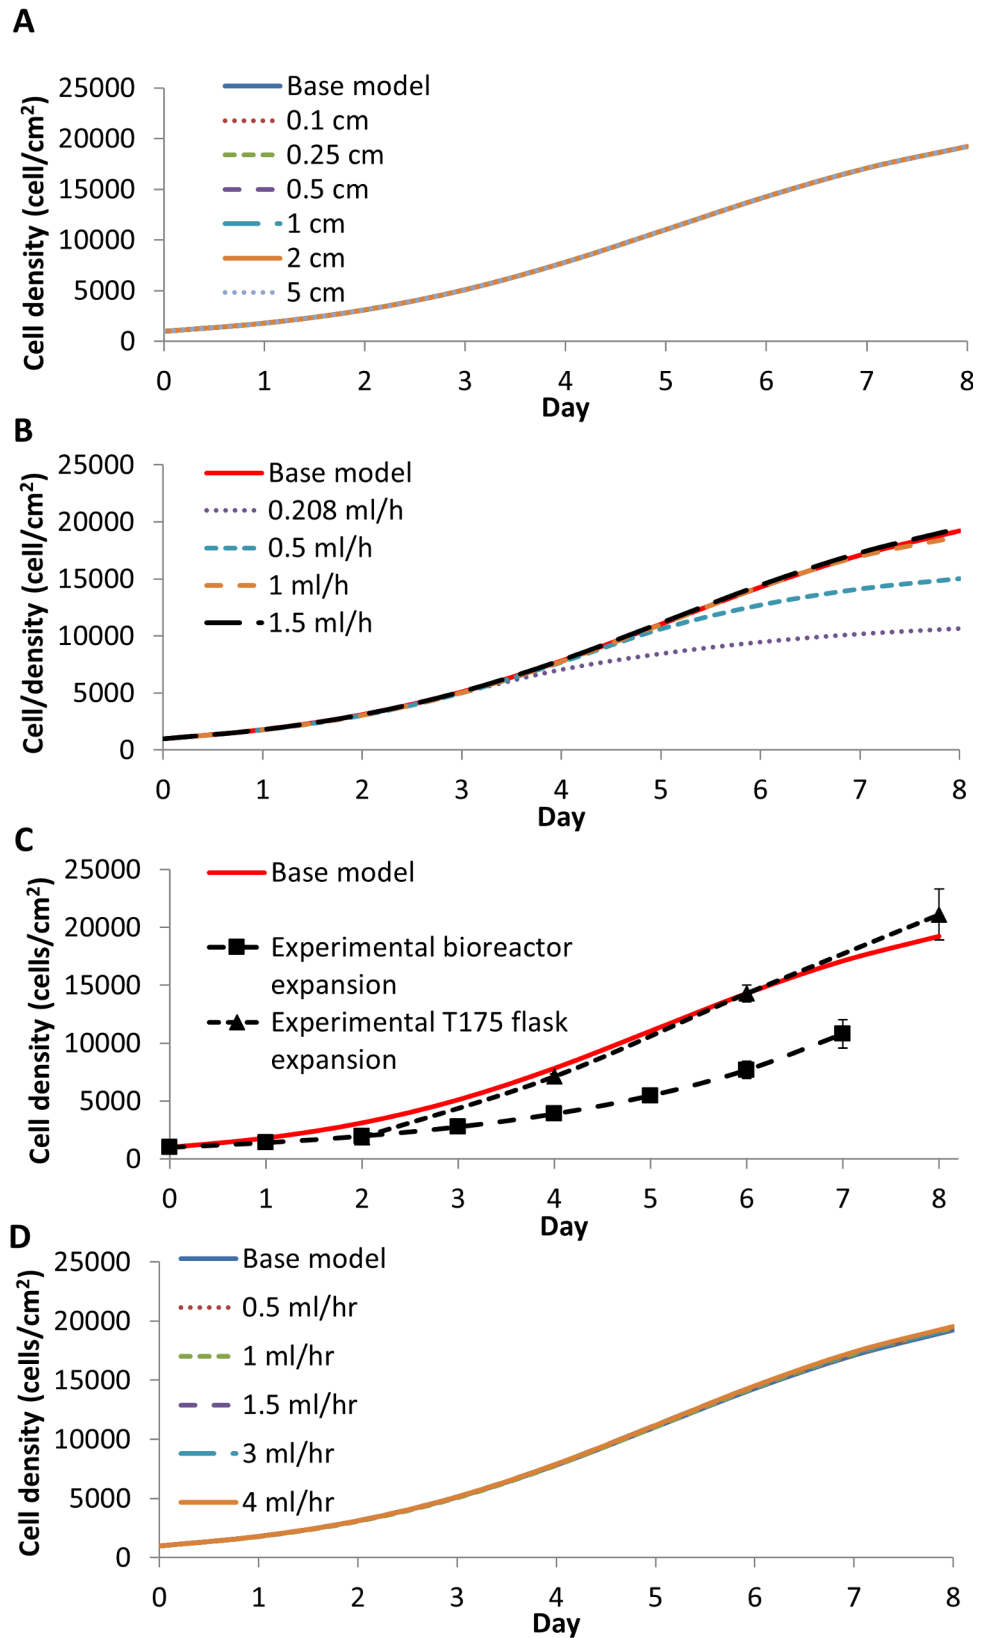 A
25000
20000
15000
10000
5000
0
Cell density (cell/cm²)
Base model
0.1 cm
0.25 cm
0.5 cm
1 cm
2 cm
5 cm
0 1 2 3 4 5 6 7 8
Day
B
25000
20000
15000
10000
5000
0
Cell/density (cell/cm²)
Base model
0.208 ml/h
0.5 ml/h
1 ml/h
1.5 ml/h
0 1 2 3 4 5 6 7 8
Day
C
25000
20000
15000
10000
5000
0
Cell density (cells/cm²)
Base model
Experimental bioreactor
expansion
Experimental T175 flask
expansion
0 1 2 3 4 5 6 7 8
Day
D
25000
20000
15000
10000
5000
0
Cell density (cells/cm²)
Base model
0.5 ml/hr
1 ml/hr
1.5 ml/hr
3 ml/hr
4 ml/hr
0 1 2 3 4 5 6 7 8
Day